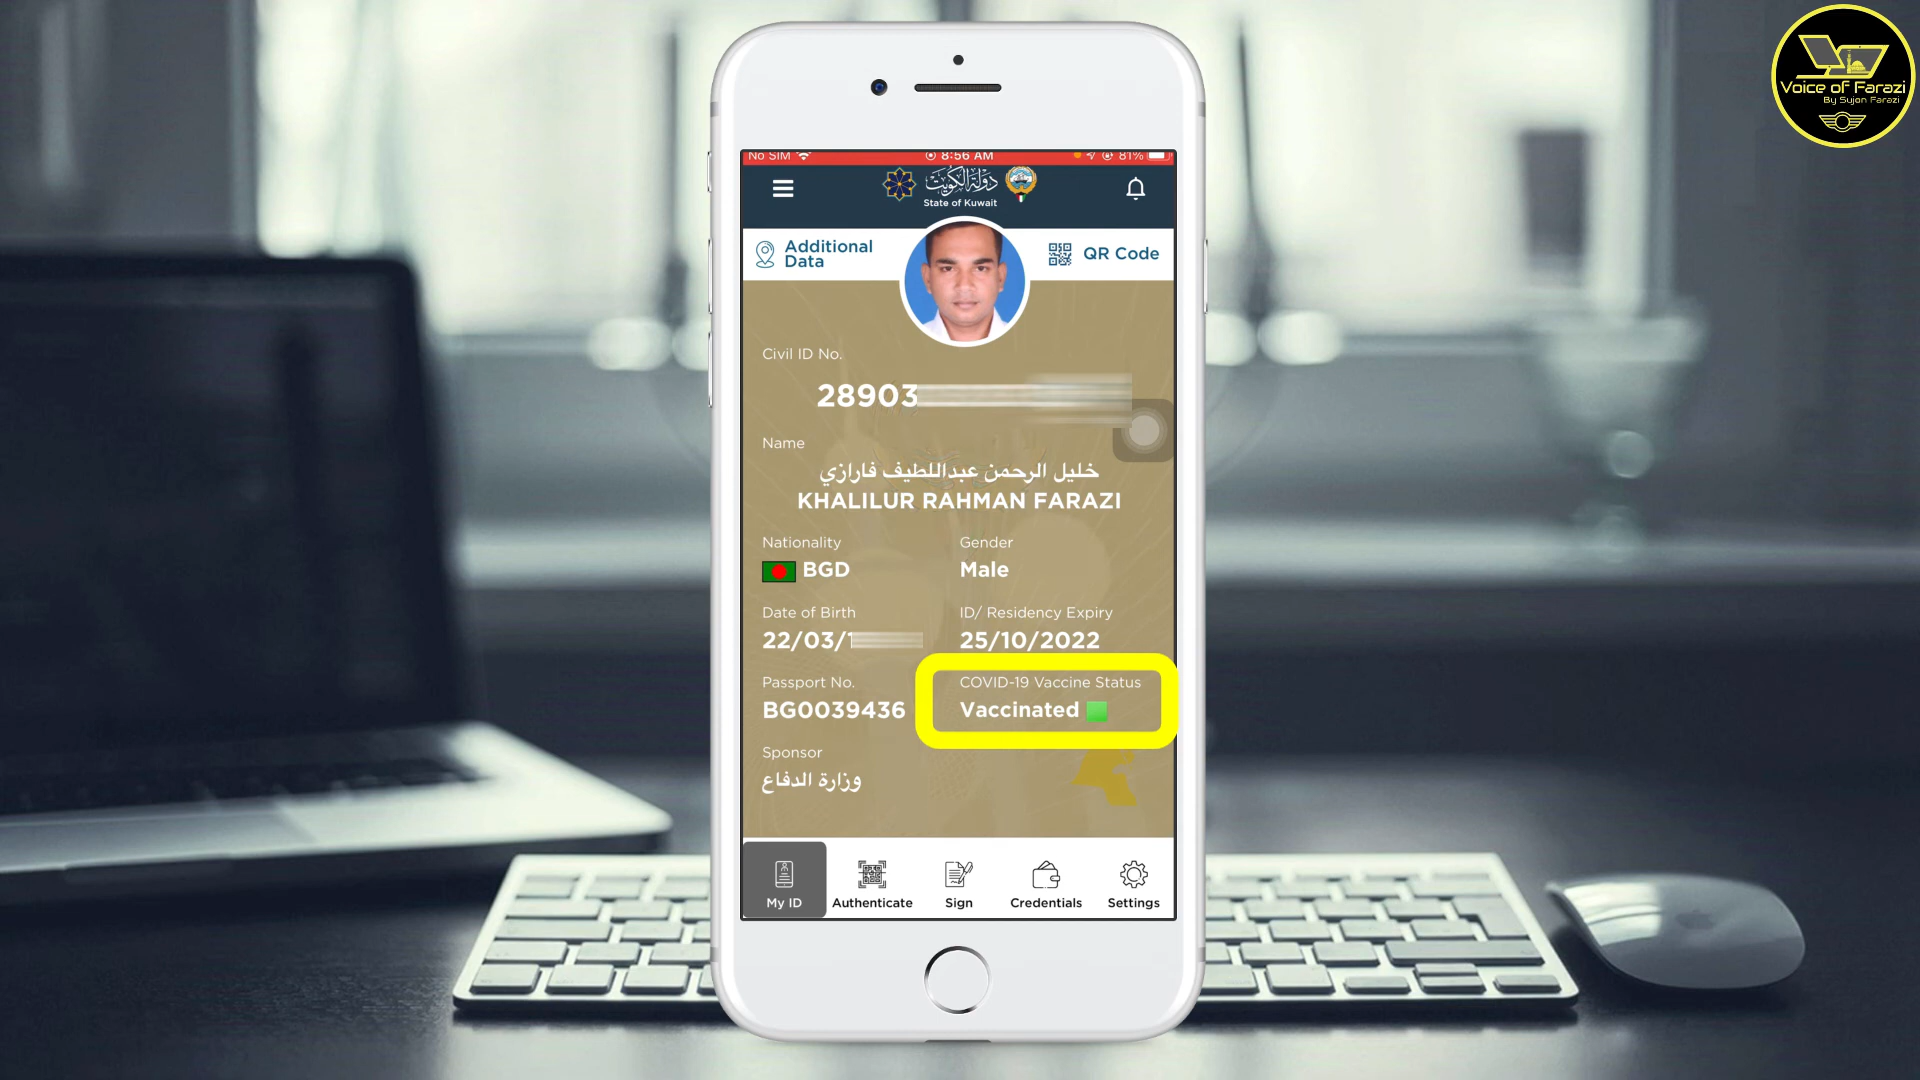 Voice of Farazi
By Sujon Farazi
No SIM 8:56 AM 81%
دولة الكويت
State of Kuwait
Additional
Data
QR Code
Civil ID No.
28903
Name
خليل الرحمن عبداللطيف فارازي
KHALILUR RAHMAN FARAZI
Nationality Gender
BGD Male
Date of Birth ID/ Residency Expiry
22/03/1 25/10/2022
Passport No. COVID-19 Vaccine Status
BG0039436 Vaccinated
Sponsor
وزارة الدفاع
My ID Authenticate Sign Credentials Settings